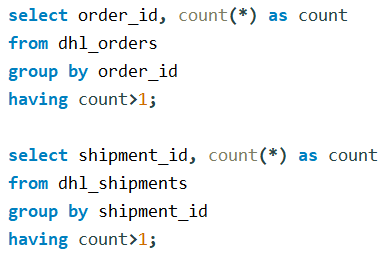 select order_id, count(*) as count
from dhl_orders
group by order_id
having count>1;
select shipment_id, count(*) as count
from dhl_shipments
group by shipment_id
having count>1;